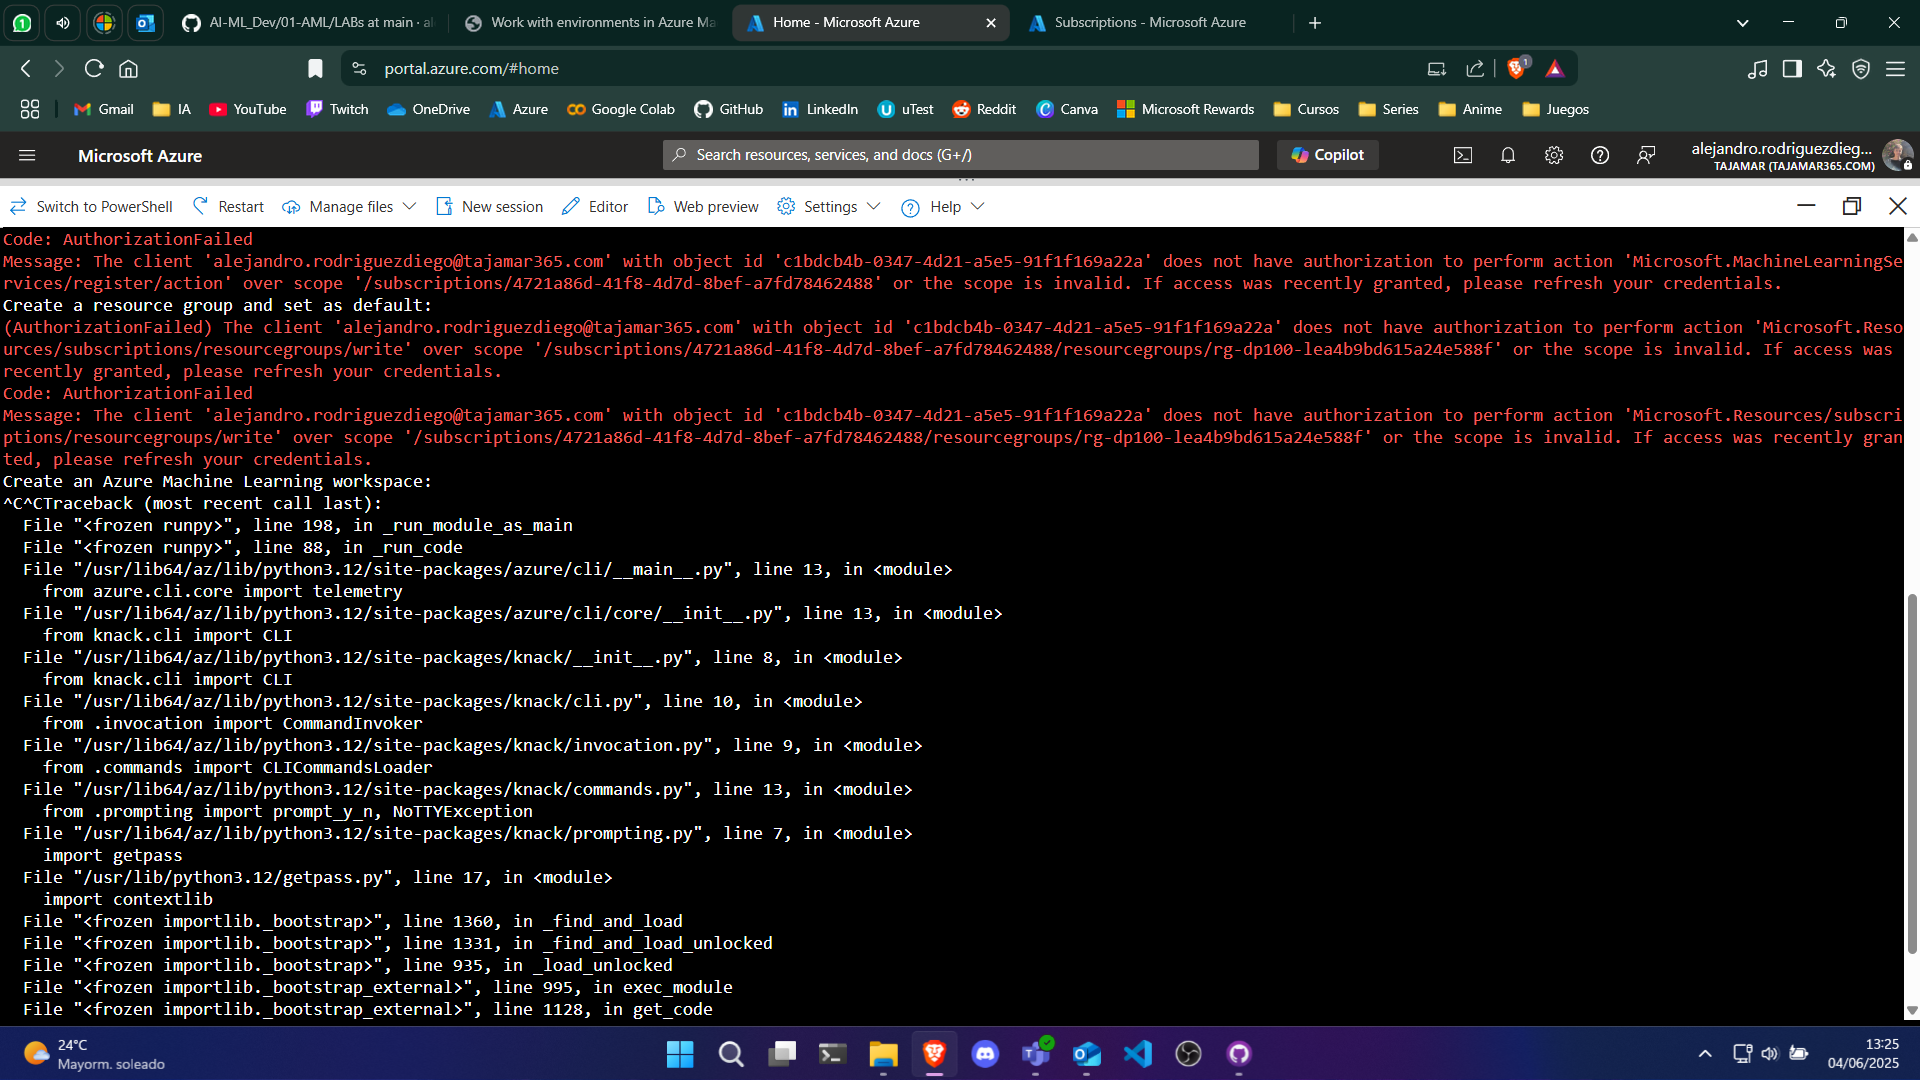 AI-ML_Dev/01-AML/LABs at main · al
Work with environments in Azure Ma
Home - Microsoft Azure
Subscriptions - Microsoft Azure
portal.azure.com/#home
1
Gmail
IA
YouTube
Twitch
OneDrive
Azure
Google Colab
GitHub
LinkedIn
uTest
Reddit
Canva
Microsoft Rewards
Cursos
Series
Anime
Juegos
Microsoft Azure
Search resources, services, and docs (G+/)
Copilot
alejandro.rodriguezdieg...
TAJAMAR (TAJAMAR365.COM)
Switch to PowerShell
Restart
Manage files
New session
Editor
Web preview
Settings
Help
Code: AuthorizationFailed
Message: The client 'alejandro.rodriguezdiego@tajamar365.com' with object id 'c1bdcb4b-0347-4d21-a5e5-91f1f169a22a' does not have authorization to perform action 'Microsoft.MachineLearningSe
rvices/register/action' over scope '/subscriptions/4721a86d-41f8-4d7d-8bef-a7fd78462488' or the scope is invalid. If access was recently granted, please refresh your credentials.
Create a resource group and set as default:
(AuthorizationFailed) The client 'alejandro.rodriguezdiego@tajamar365.com' with object id 'c1bdcb4b-0347-4d21-a5e5-91f1f169a22a' does not have authorization to perform action 'Microsoft.Reso
urces/subscriptions/resourcegroups/write' over scope '/subscriptions/4721a86d-41f8-4d7d-8bef-a7fd78462488/resourcegroups/rg-dp100-lea4b9bd615a24e588f' or the scope is invalid. If access was
recently granted, please refresh your credentials.
Code: AuthorizationFailed
Message: The client 'alejandro.rodriguezdiego@tajamar365.com' with object id 'c1bdcb4b-0347-4d21-a5e5-91f1f169a22a' does not have authorization to perform action 'Microsoft.Resources/subscri
ptions/resourcegroups/write' over scope '/subscriptions/4721a86d-41f8-4d7d-8bef-a7fd78462488/resourcegroups/rg-dp100-lea4b9bd615a24e588f' or the scope is invalid. If access was recently gran
ted, please refresh your credentials.
Create an Azure Machine Learning workspace:
^C^CTraceback (most recent call last):
File "<frozen runpy>", line 198, in _run_module_as_main
File "<frozen runpy>", line 88, in _run_code
File "/usr/lib64/az/lib/python3.12/site-packages/azure/cli/__main__.py", line 13, in <module>
from azure.cli.core import telemetry
File "/usr/lib64/az/lib/python3.12/site-packages/azure/cli/core/__init__.py", line 13, in <module>
from knack.cli import CLI
File "/usr/lib64/az/lib/python3.12/site-packages/knack/__init__.py", line 8, in <module>
from knack.cli import CLI
File "/usr/lib64/az/lib/python3.12/site-packages/knack/cli.py", line 10, in <module>
from .invocation import CommandInvoker
File "/usr/lib64/az/lib/python3.12/site-packages/knack/invocation.py", line 9, in <module>
from .commands import CLICommandsLoader
File "/usr/lib64/az/lib/python3.12/site-packages/knack/commands.py", line 13, in <module>
from .prompting import prompt_y_n, NoTTYException
File "/usr/lib64/az/lib/python3.12/site-packages/knack/prompting.py", line 7, in <module>
import getpass
File "/usr/lib/python3.12/getpass.py", line 17, in <module>
import contextlib
File "<frozen importlib._bootstrap>", line 1360, in _find_and_load
File "<frozen importlib._bootstrap>", line 1331, in _find_and_load_unlocked
File "<frozen importlib._bootstrap>", line 935, in _load_unlocked
File "<frozen importlib._bootstrap_external>", line 995, in exec_module
File "<frozen importlib._bootstrap_external>", line 1128, in get_code
24°C
Mayorm. soleado
13:25
04/06/2025